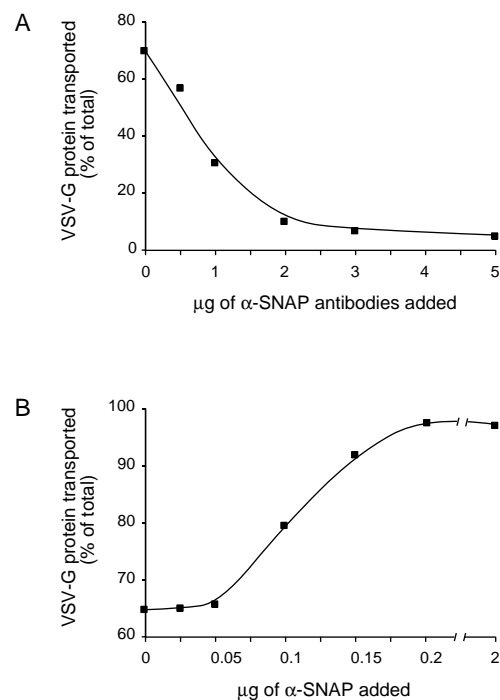 A
VSV-G protein transported
(% of total)
80
60
40
20
0
0 1 2 3 4 5
μg of α-SNAP antibodies added
B
VSV-G protein transported
(% of total)
100
90
80
70
60
0 0.05 0.1 0.15 0.2 2
μg of α-SNAP added